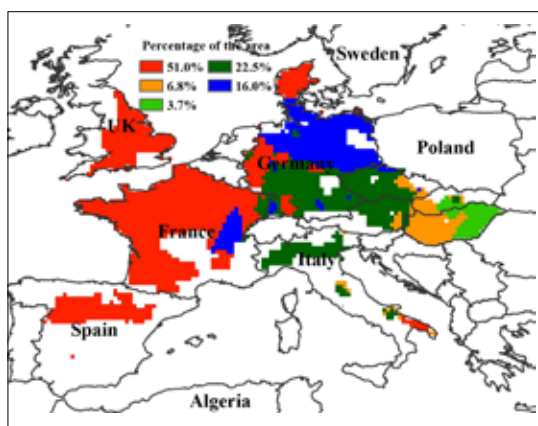 Percentage of the area
51.0% 22.5%
6.8% 16.0%
3.7%
Sweden
UK
Poland
Germany
France
Italy
Spain
Algeria